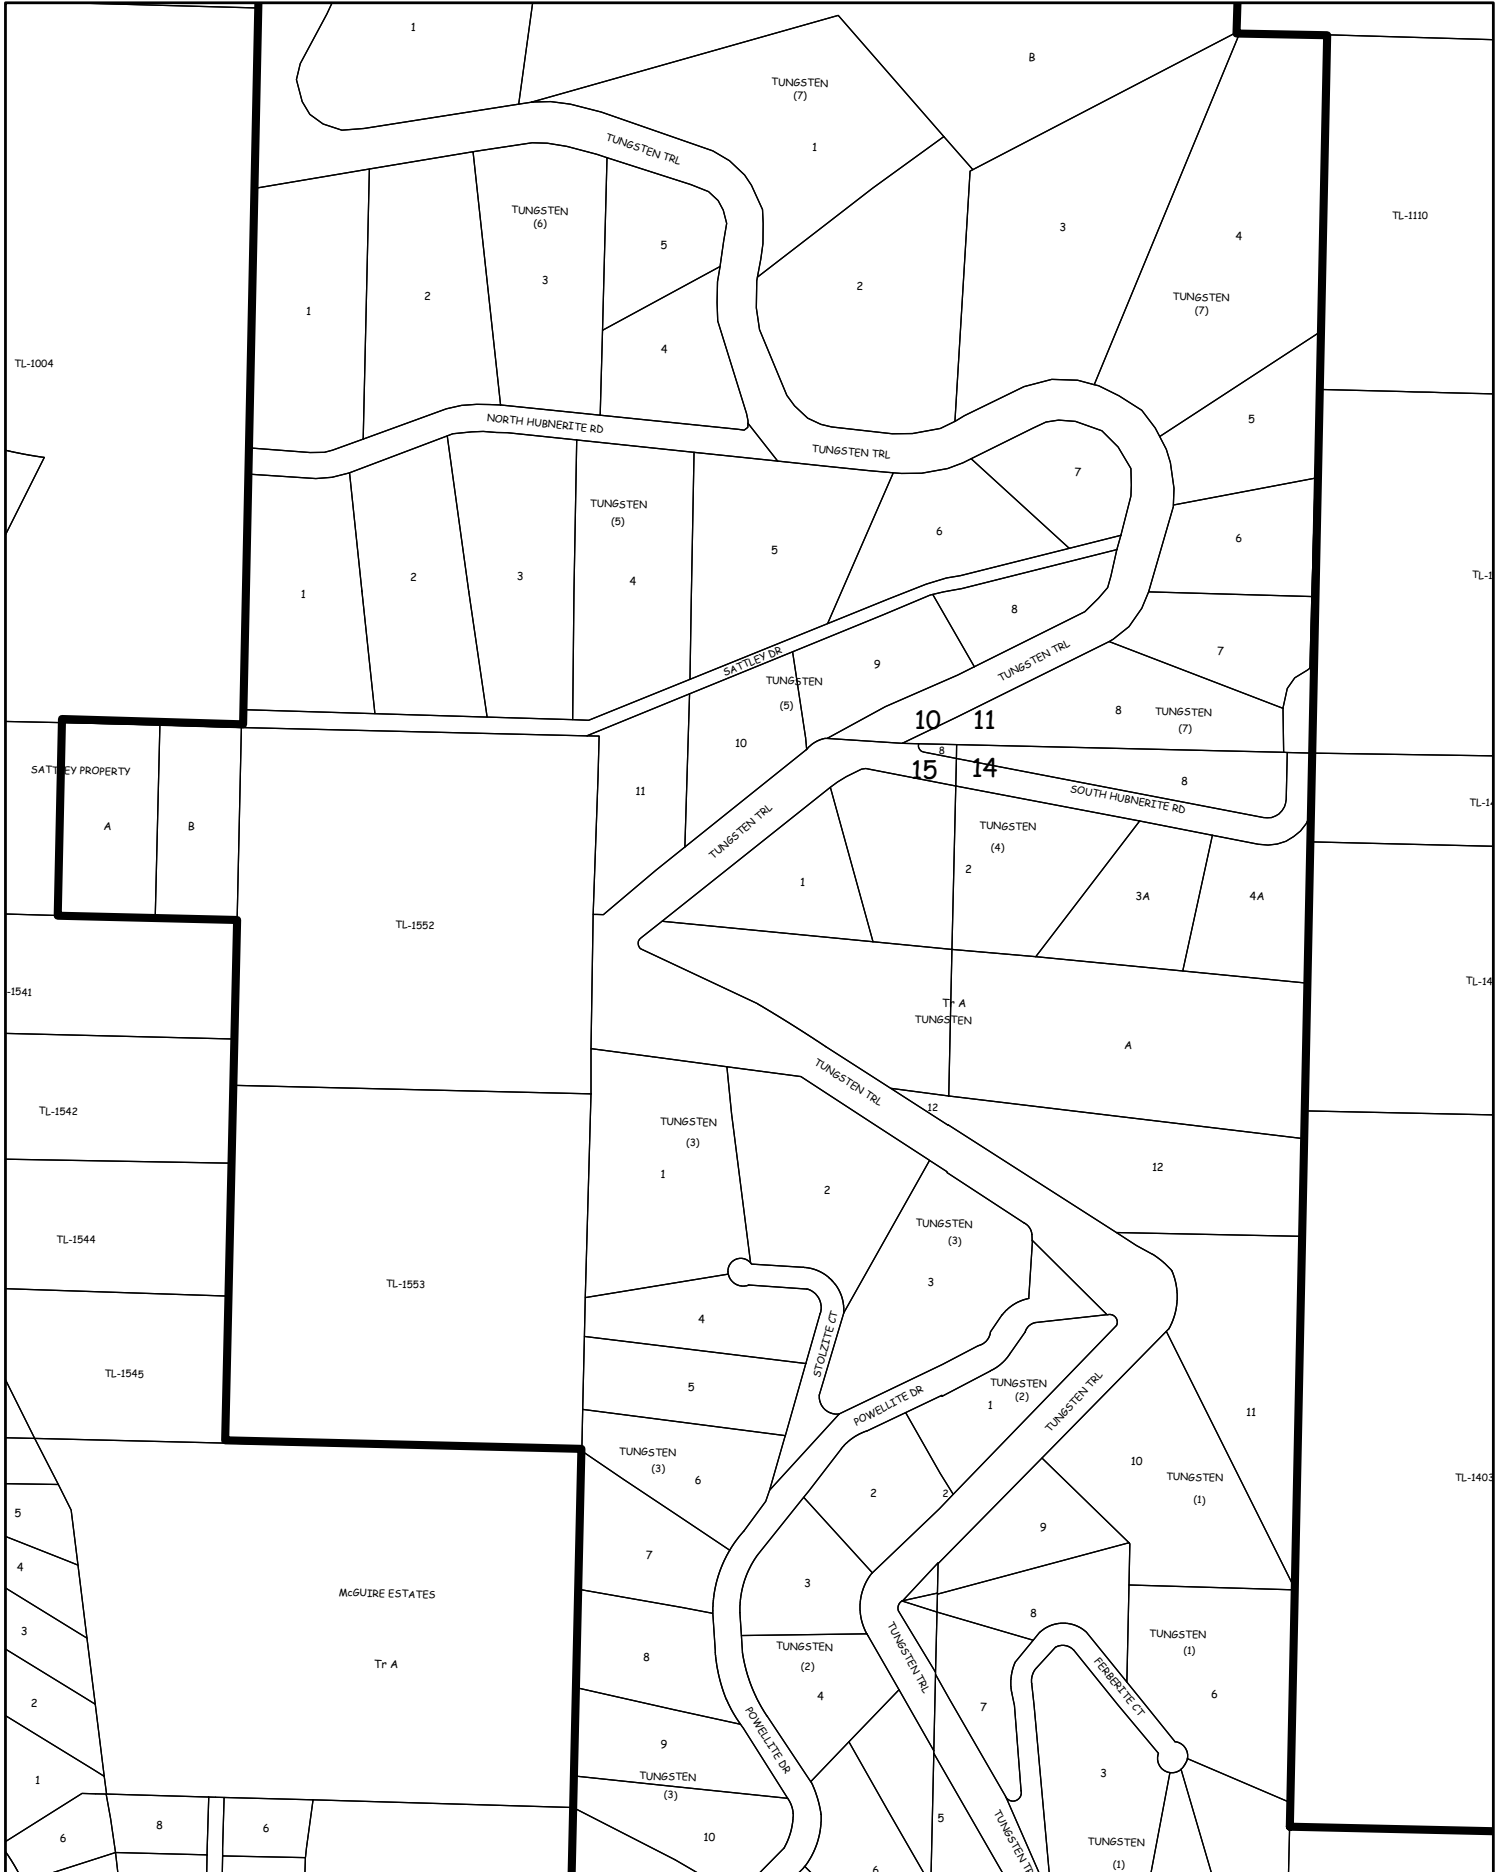 1
B
TUNGSTEN
(7)
1
TUNGSTEN TRL
TUNGSTEN
(6)
5
3
4
TL-1110
1
2
3
2
TUNGSTEN
(7)
4
TL-1004
5
NORTH HUBNERITE RD
TUNGSTEN TRL
7
TUNGSTEN
(5)
6
6
5
1
2
3
4
8
TL-1
SATTLEY DR
9
TUNGSTEN TRL
7
TUNGSTEN
(5)
8
TUNGSTEN
(7)
10
11
10
8
15
14
SATTLEY PROPERTY
8
11
SOUTH HUBNERITE RD
TL-14
A
B
TUNGSTEN TRL
TUNGSTEN
(4)
2
1
3A
4A
TL-1552
-1541
TL-14
Tr A
TUNGSTEN
A
TUNGSTEN TRL
TL-1542
12
TUNGSTEN
(3)
1
2
12
TL-1544
TUNGSTEN
(3)
3
TL-1553
4
STOLZITE CT
TL-1545
5
TUNGSTEN
(2)
1
POWELLITE DR
TUNGSTEN TRL
11
TUNGSTEN
(3)
6
10
TUNGSTEN
(1)
TL-1403
2
2
5
9
7
4
3
McGUIRE ESTATES
8
3
TUNGSTEN
(2)
TUNGSTEN TRL
TUNGSTEN
(1)
Tr A
8
FERBERITE CT
6
2
4
7
POWELLITE DR
9
TUNGSTEN
(3)
3
1
5
8
6
6
10
TUNGSTEN TR
TUNGSTEN
(1)
6